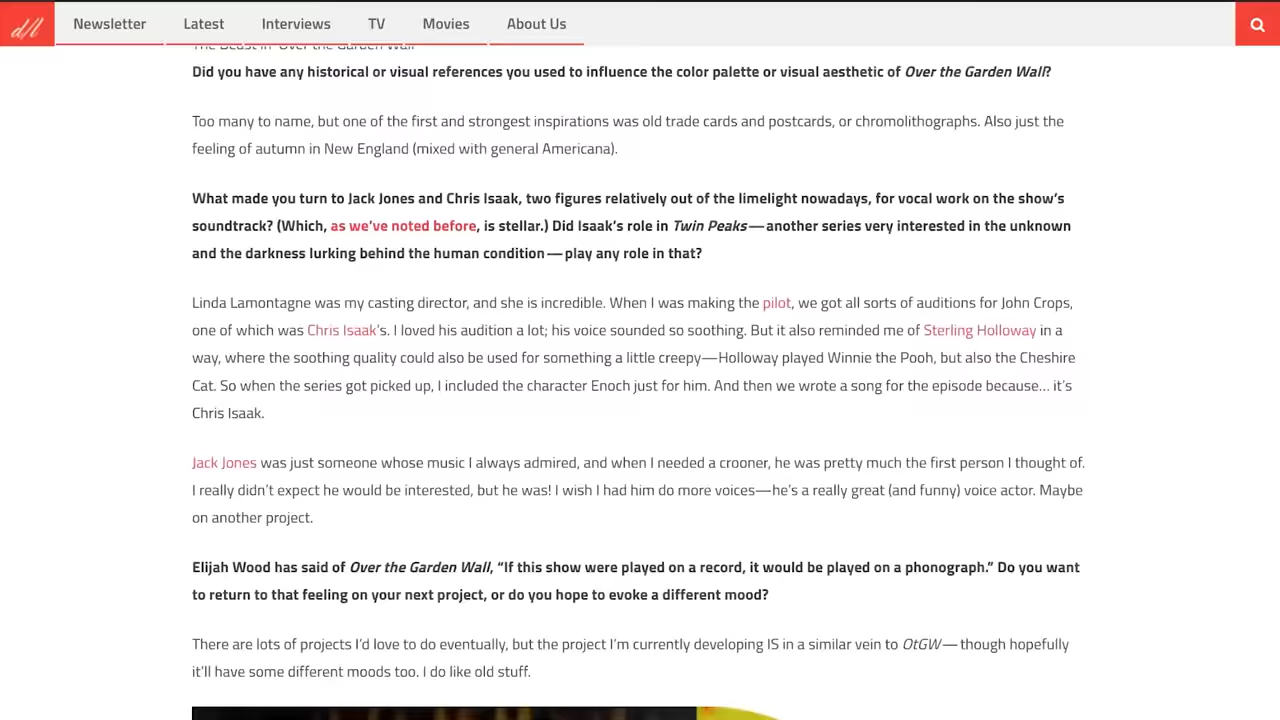 d//l
Newsletter
Latest
Interviews
TV
Movies
About Us
The Beast in 'Over the Garden Wall'
Did you have any historical or visual references you used to influence the color palette or visual aesthetic of Over the Garden Wall?
Too many to name, but one of the first and strongest inspirations was old trade cards and postcards, or chromolithographs. Also just the
feeling of autumn in New England (mixed with general Americana).
What made you turn to Jack Jones and Chris Isaak, two figures relatively out of the limelight nowadays, for vocal work on the show's
soundtrack? (Which, as we've noted before, is stellar.) Did Isaak's role in Twin Peaks—another series very interested in the unknown
and the darkness lurking behind the human condition—play any role in that?
Linda Lamontagne was my casting director, and she is incredible. When I was making the pilot, we got all sorts of auditions for John Crops,
one of which was Chris Isaak's. I loved his audition a lot; his voice sounded so soothing. But it also reminded me of Sterling Holloway in a
way, where the soothing quality could also be used for something a little creepy—Holloway played Winnie the Pooh, but also the Cheshire
Cat. So when the series got picked up, I included the character Enoch just for him. And then we wrote a song for the episode because... it's
Chris Isaak.
Jack Jones was just someone whose music I always admired, and when I needed a crooner, he was pretty much the first person I thought of.
I really didn't expect he would be interested, but he was! I wish I had him do more voices—he's a really great (and funny) voice actor. Maybe
on another project.
Elijah Wood has said of Over the Garden Wall, "If this show were played on a record, it would be played on a phonograph." Do you want
to return to that feeling on your next project, or do you hope to evoke a different mood?
There are lots of projects I'd love to do eventually, but the project I'm currently developing IS in a similar vein to OtGW—though hopefully
it'll have some different moods too. I do like old stuff.